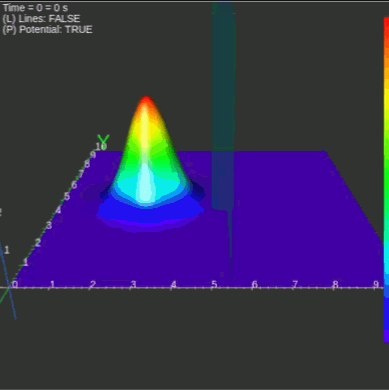 Time = 0 = 0 s
(L) Lines: FALSE
(P) Potential: TRUE
Y
10
9
8
7
6
5
4
3
2
1
2
1
0 1 2 3 4 5 6 7 8 9